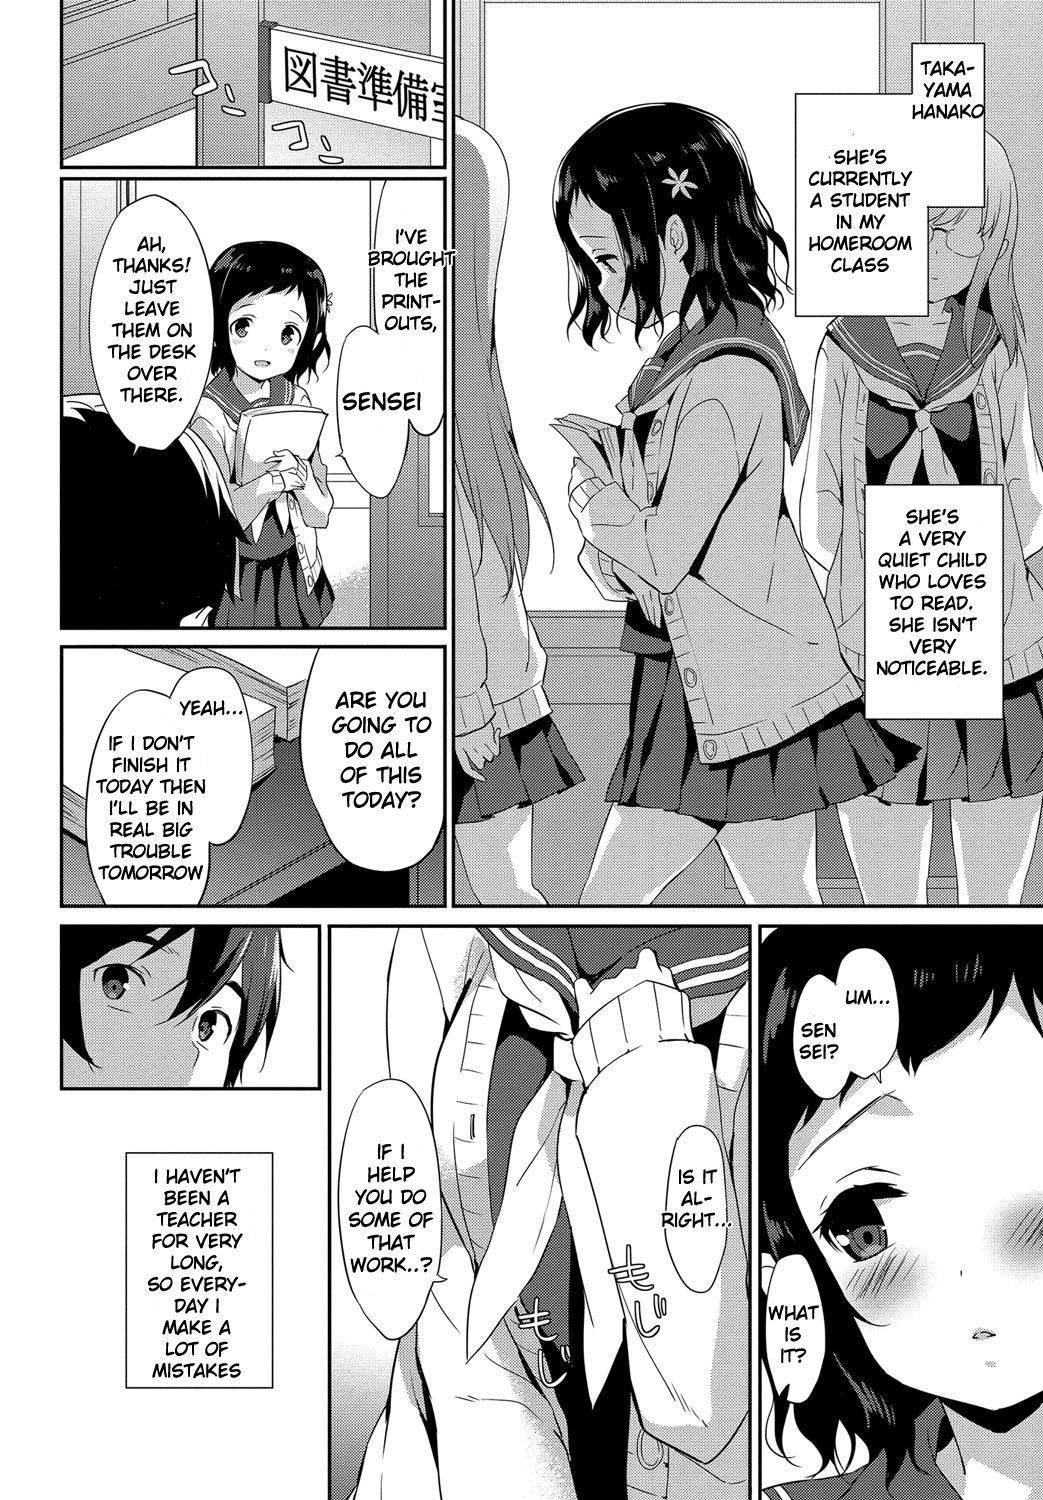 TAKA-
YAMA
HANAKO
SHE'S
CURRENTLY
A STUDENT
IN MY
HOMEROOM
CLASS
SHE'S
A VERY
QUIET CHILD
WHO LOVES
TO READ.
SHE ISN'T
VERY
NOTICEABLE.
図書準備室
コンコン
I'VE
BROUGHT
THE
PRINT-
OUTS,
SENSEI
AH,
THANKS!
JUST
LEAVE
THEM ON
THE DESK
OVER
THERE.
ARE YOU
GOING TO
DO ALL
OF THIS
TODAY?
YEAH...
IF I DON'T
FINISH IT
TODAY THEN
I'LL BE IN
REAL BIG
TROUBLE
TOMORROW
UM...
SEN
SEI?
WHAT
IS
IT?
IS IT
AL-
RIGHT...
もじ
もじ
IF I
HELP
YOU DO
SOME OF
THAT
WORK..?
I HAVEN'T
BEEN A
TEACHER
FOR VERY
LONG,
SO EVERY-
DAY I
MAKE A
LOT OF
MISTAKES